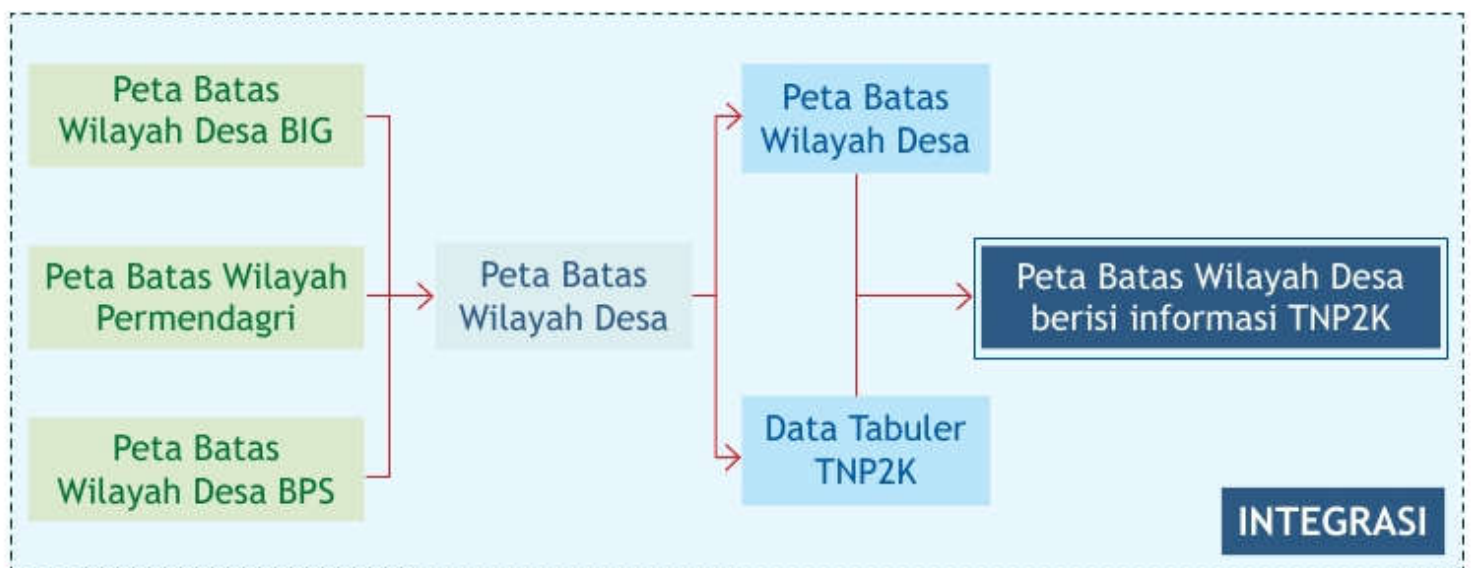 Peta Batas
Wilayah Desa BIG
Peta Batas Wilayah
Permendagri
Peta Batas
Wilayah Desa BPS
Peta Batas
Wilayah Desa
Peta Batas
Wilayah Desa
Data Tabuler
TNP2K
Peta Batas Wilayah Desa
berisi informasi TNP2K
INTEGRASI